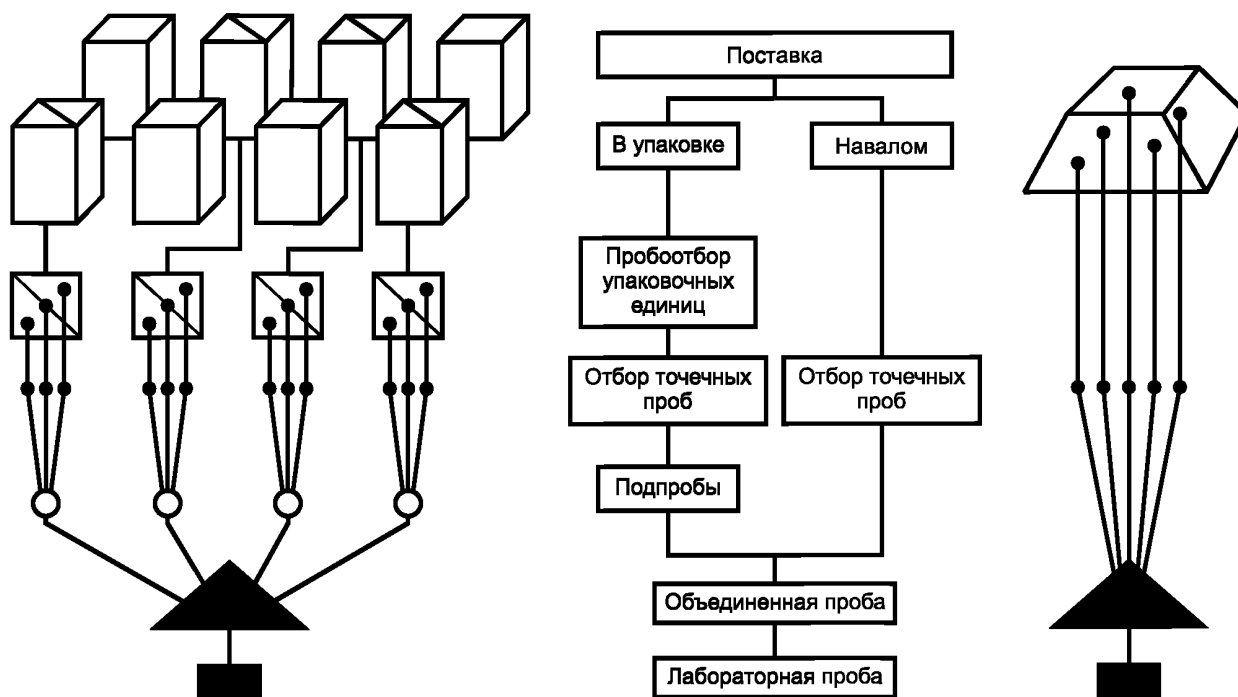 Поставка
В упаковке
Навалом
Пробоотбор
упаковочных
единиц
Отбор точечных
проб
Отбор точечных
проб
Подпробы
Объединенная проба
Лабораторная проба